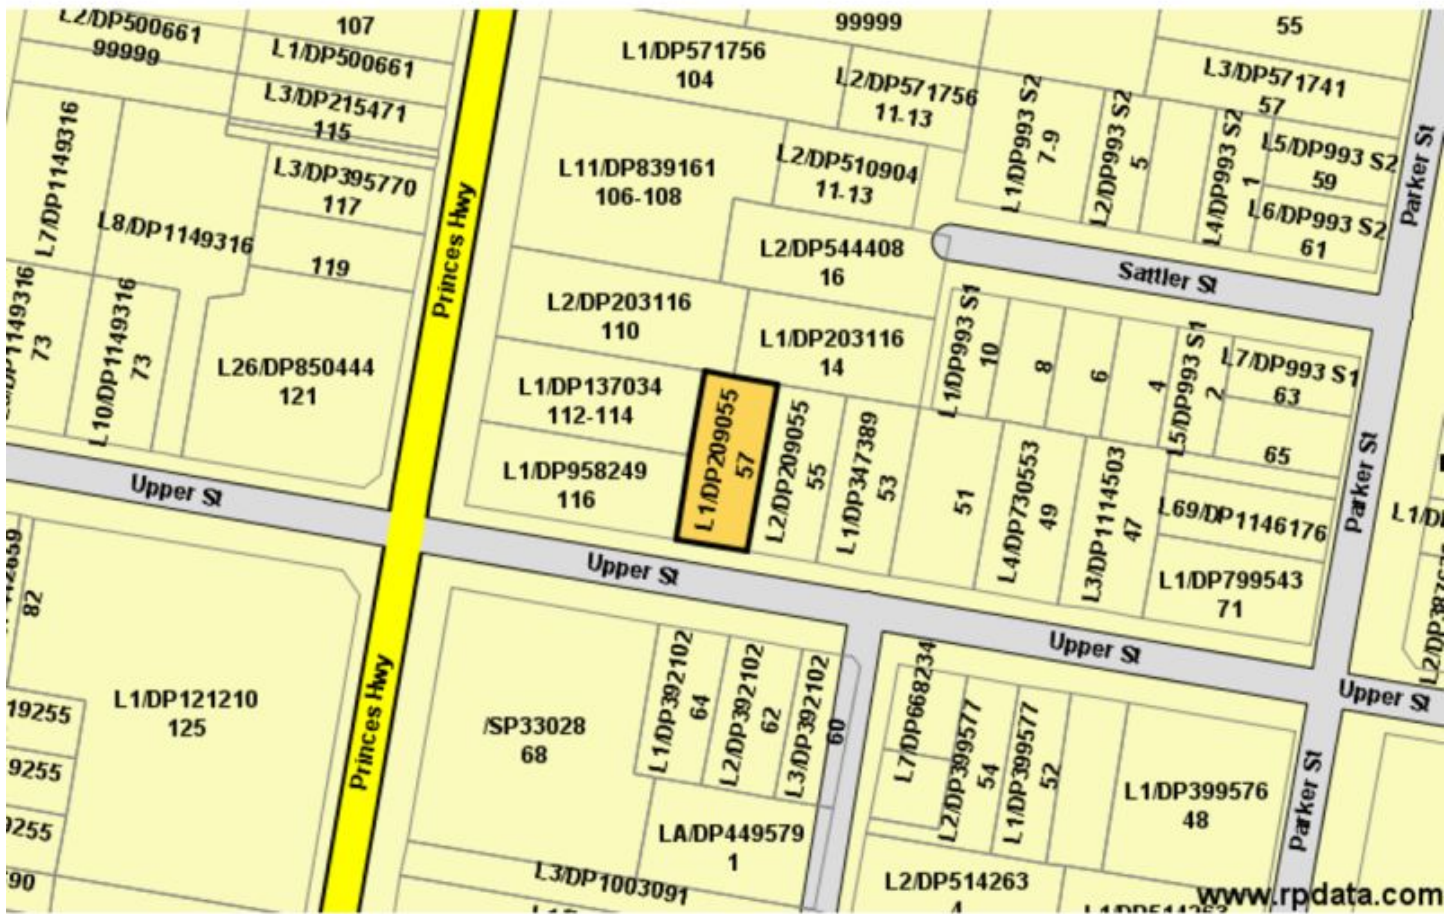 L2/DP500661
99999
107
L1/DP500661
L3/DP215471
115
L7/DP1149316
L8/DP1149316
L3/DP395770
117
119
73
L10/DP1149316
73
L26/DP850444
121
Princes Hwy
99999
L1/DP571756
104
L2/DP571756
11-13
L11/DP839161
106-108
L2/DP510904
11-13
L2/DP544408
16
L2/DP203116
110
L1/DP203116
14
L1/DP137034
112-114
L1/DP958249
116
L1/DP209055
57
L2/DP209055
55
L1/DP347389
53
51
L4/DP730553
49
L3/DP1114503
47
55
L3/DP571741
57
L1/DP993 S2
7-9
L2/DP993 S2
5
L4/DP993 S2
1
L5/DP993 S2
59
L6/DP993 S2
61
Parker St
Sattler St
L1/DP993 S1
10
8
6
4
L5/DP993 S1
2
L7/DP993 S1
63
65
L69/DP1146176
L1/DP799543
71
Parker St
Upper St
Upper St
Upper St
Upper St
82
L1/DP121210
125
19255
9255
0255
90
Princes Hwy
/SP33028
68
L1/DP392102
64
L2/DP392102
62
L3/DP392102
60
LA/DP449579
1
L3/DP1003091
L7/DP668234
L2/DP399577
54
L1/DP399577
52
L1/DP399576
48
L2/DP514263
4
Parker St
www.rpdata.com